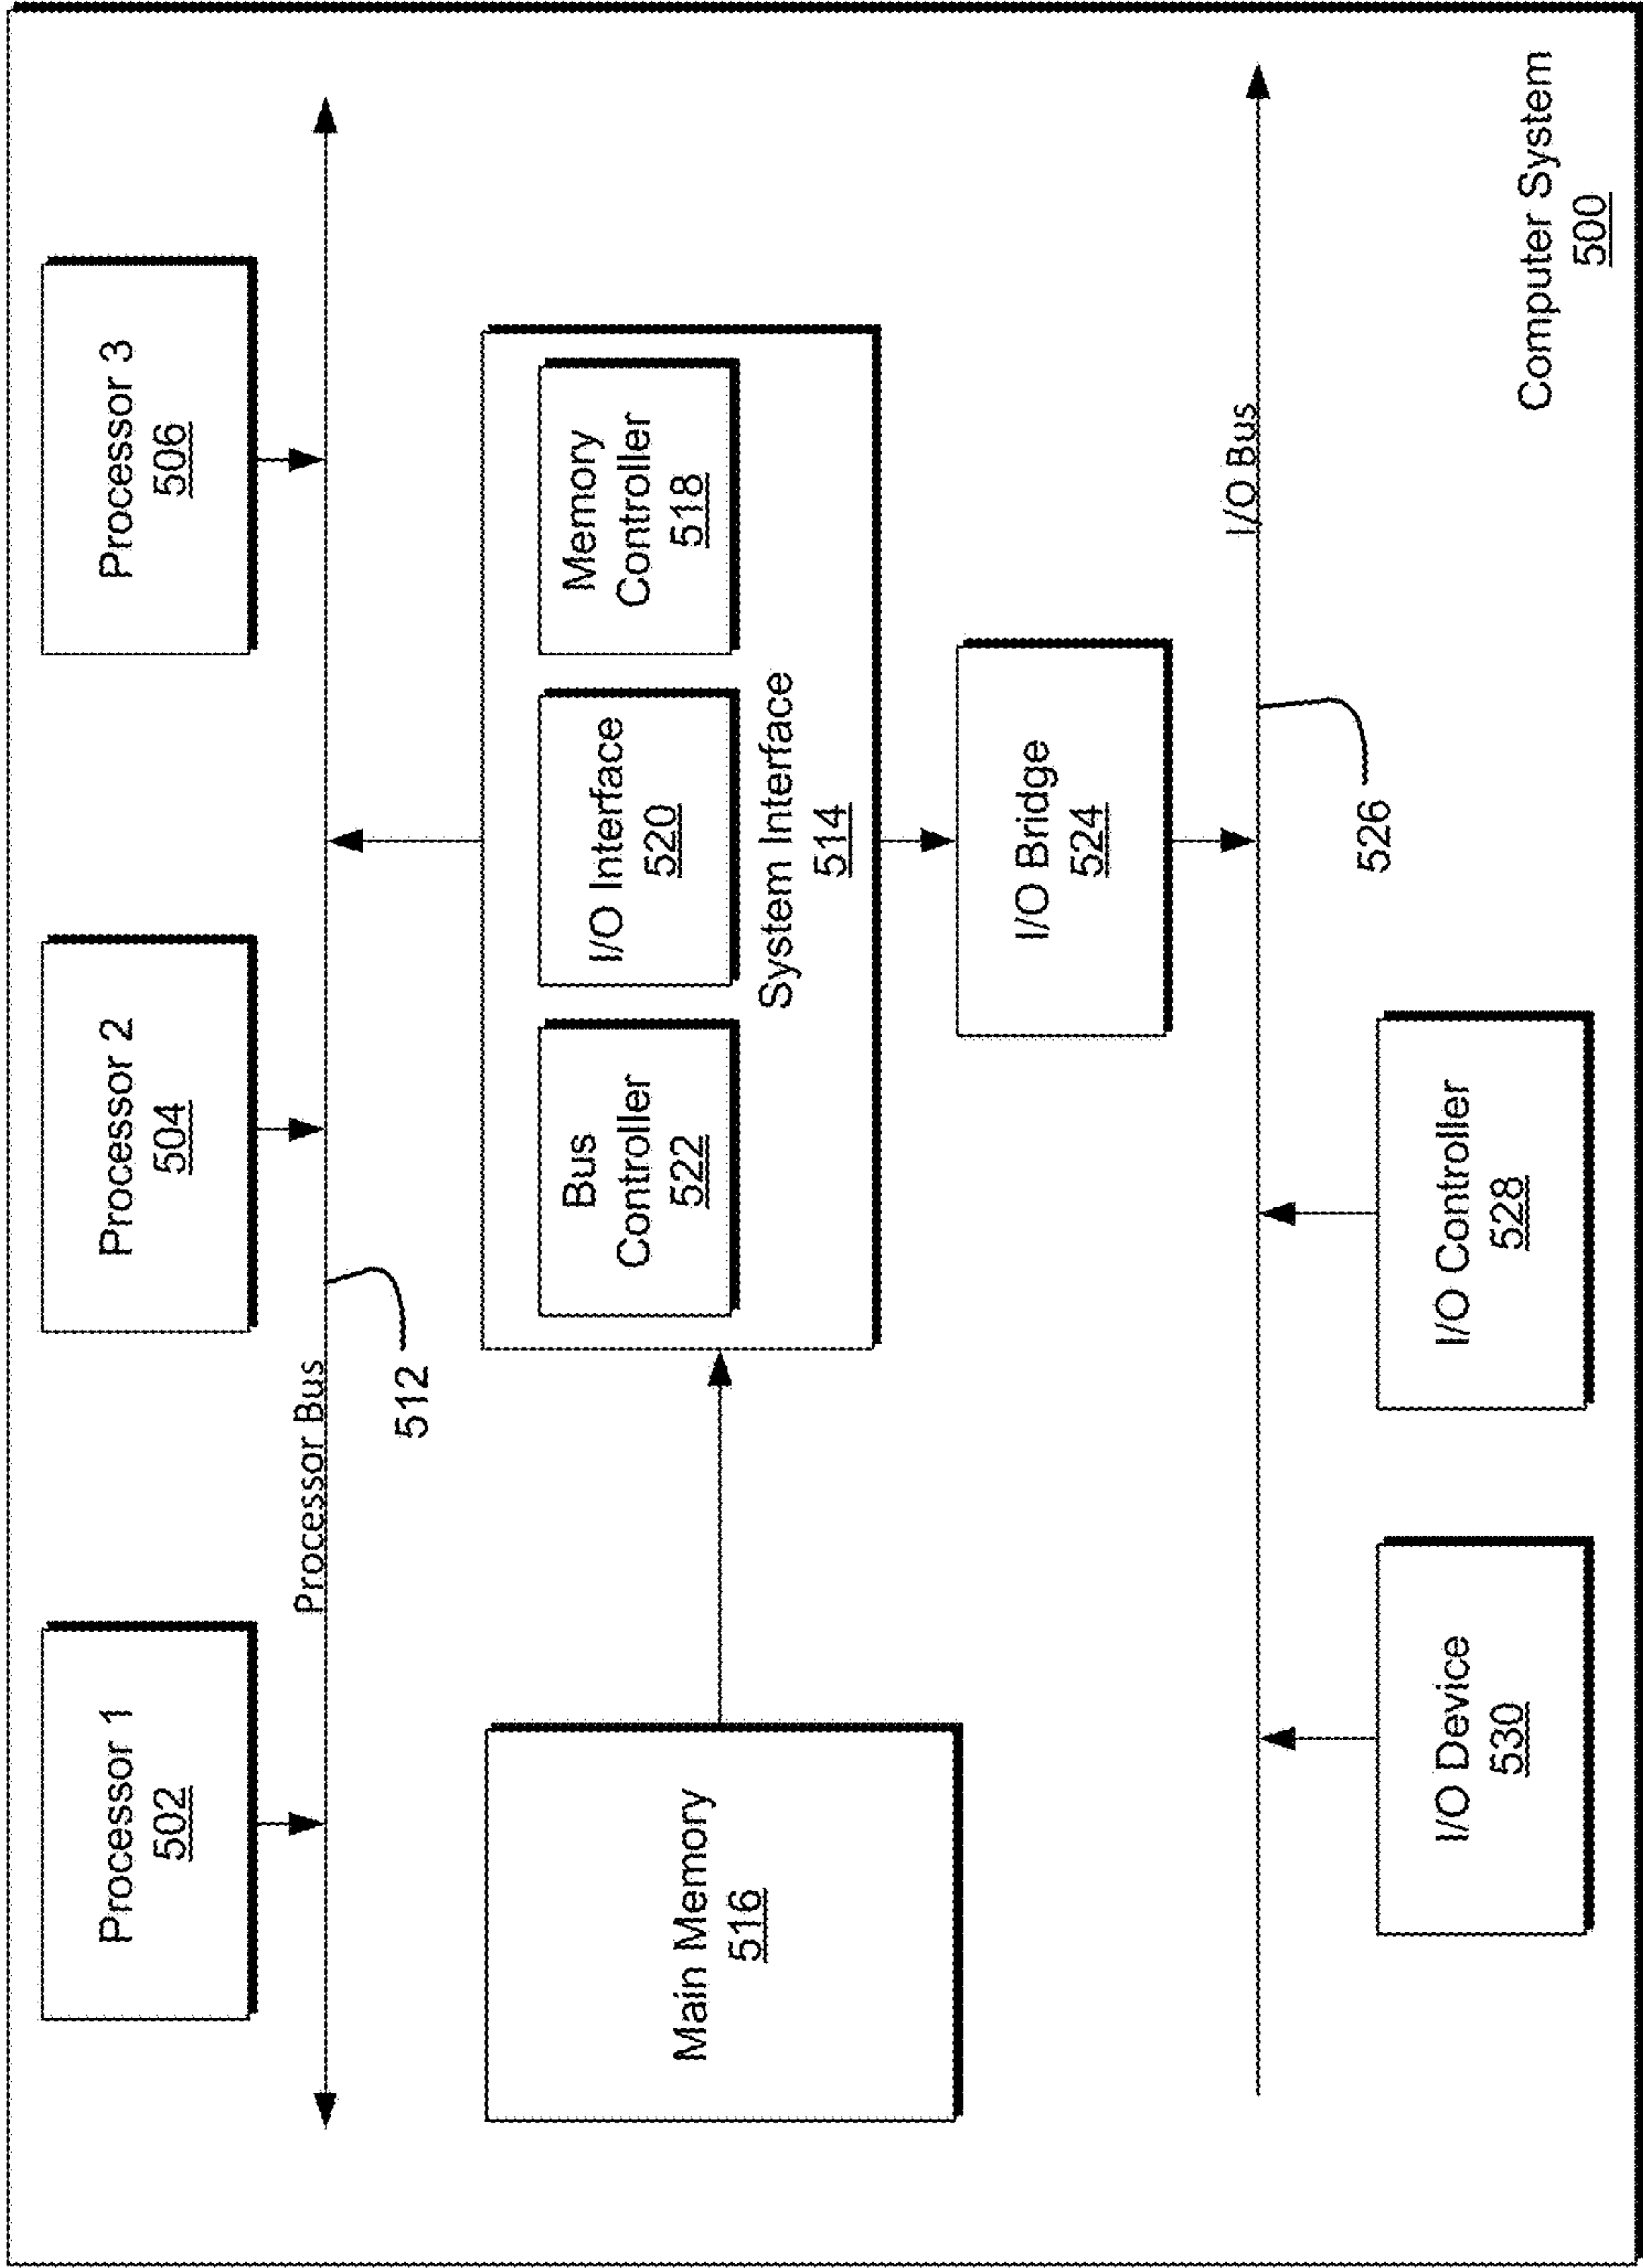 Processor 1
502
Processor 2
504
Processor 3
506
Processor Bus
512
Main Memory
516
Bus
Controller
522
I/O Interface
520
Memory
Controller
518
System Interface
514
I/O Bridge
524
I/O Bus
526
I/O Device
530
I/O Controller
528
Computer System
500